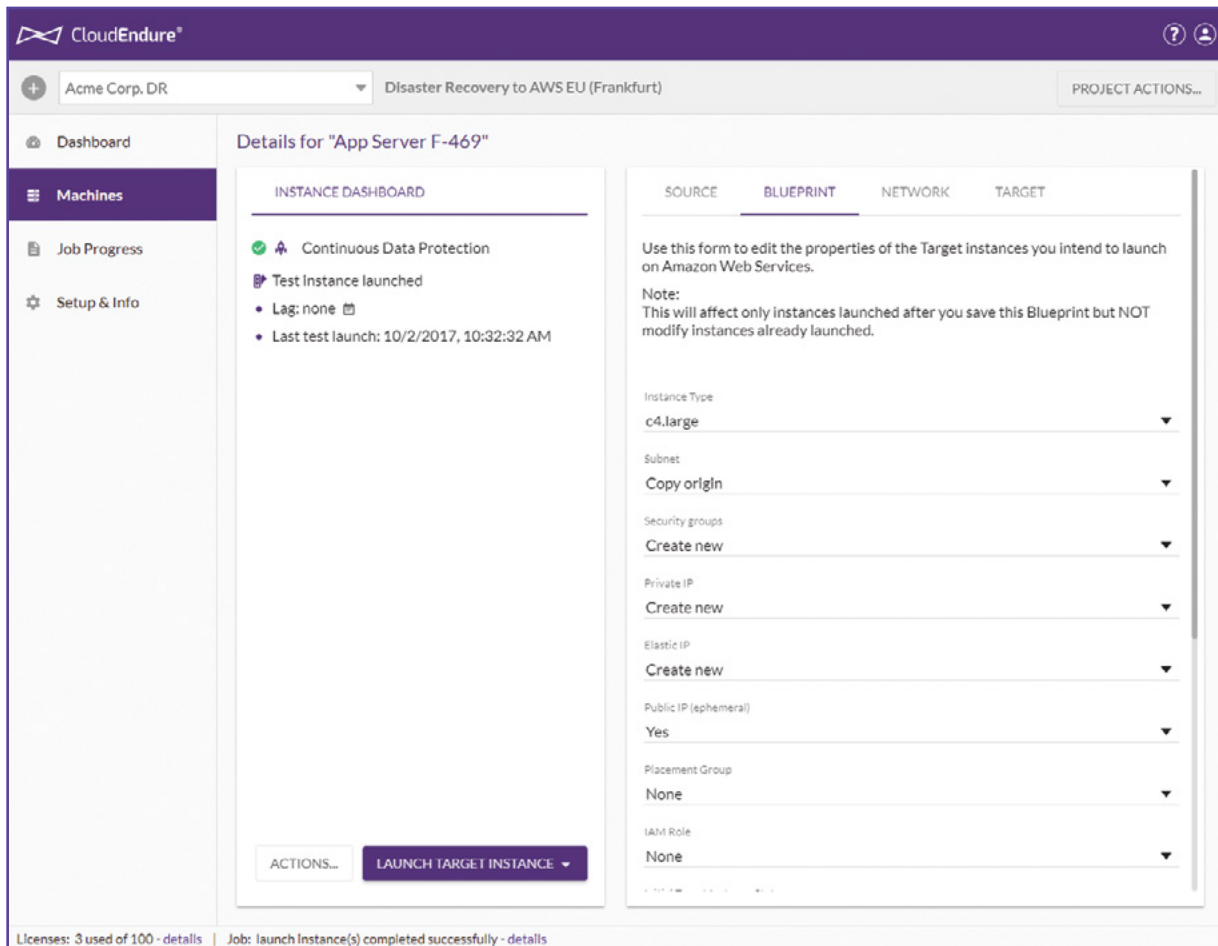 CloudEndure®
Acme Corp. DR
Disaster Recovery to AWS EU (Frankfurt)
PROJECT ACTIONS...
Dashboard
Machines
Job Progress
Setup & Info
Details for "App Server F-469"
INSTANCE DASHBOARD
Continuous Data Protection
Test instance launched
• Lag: none
• Last test launch: 10/2/2017, 10:32:32 AM
ACTIONS...
LAUNCH TARGET INSTANCE
SOURCE BLUEPRINT NETWORK TARGET
Use this form to edit the properties of the Target instances you intend to launch
on Amazon Web Services.
Note:
This will affect only instances launched after you save this Blueprint but NOT
modify instances already launched.
Instance Type
c4.large
Subnet
Copy origin
Security groups
Create new
Private IP
Create new
Elastic IP
Create new
Public IP (ephemeral)
Yes
Placement Group
None
IAM Role
None
Licenses: 3 used of 100 - details | Job: launch instance(s) completed successfully - details